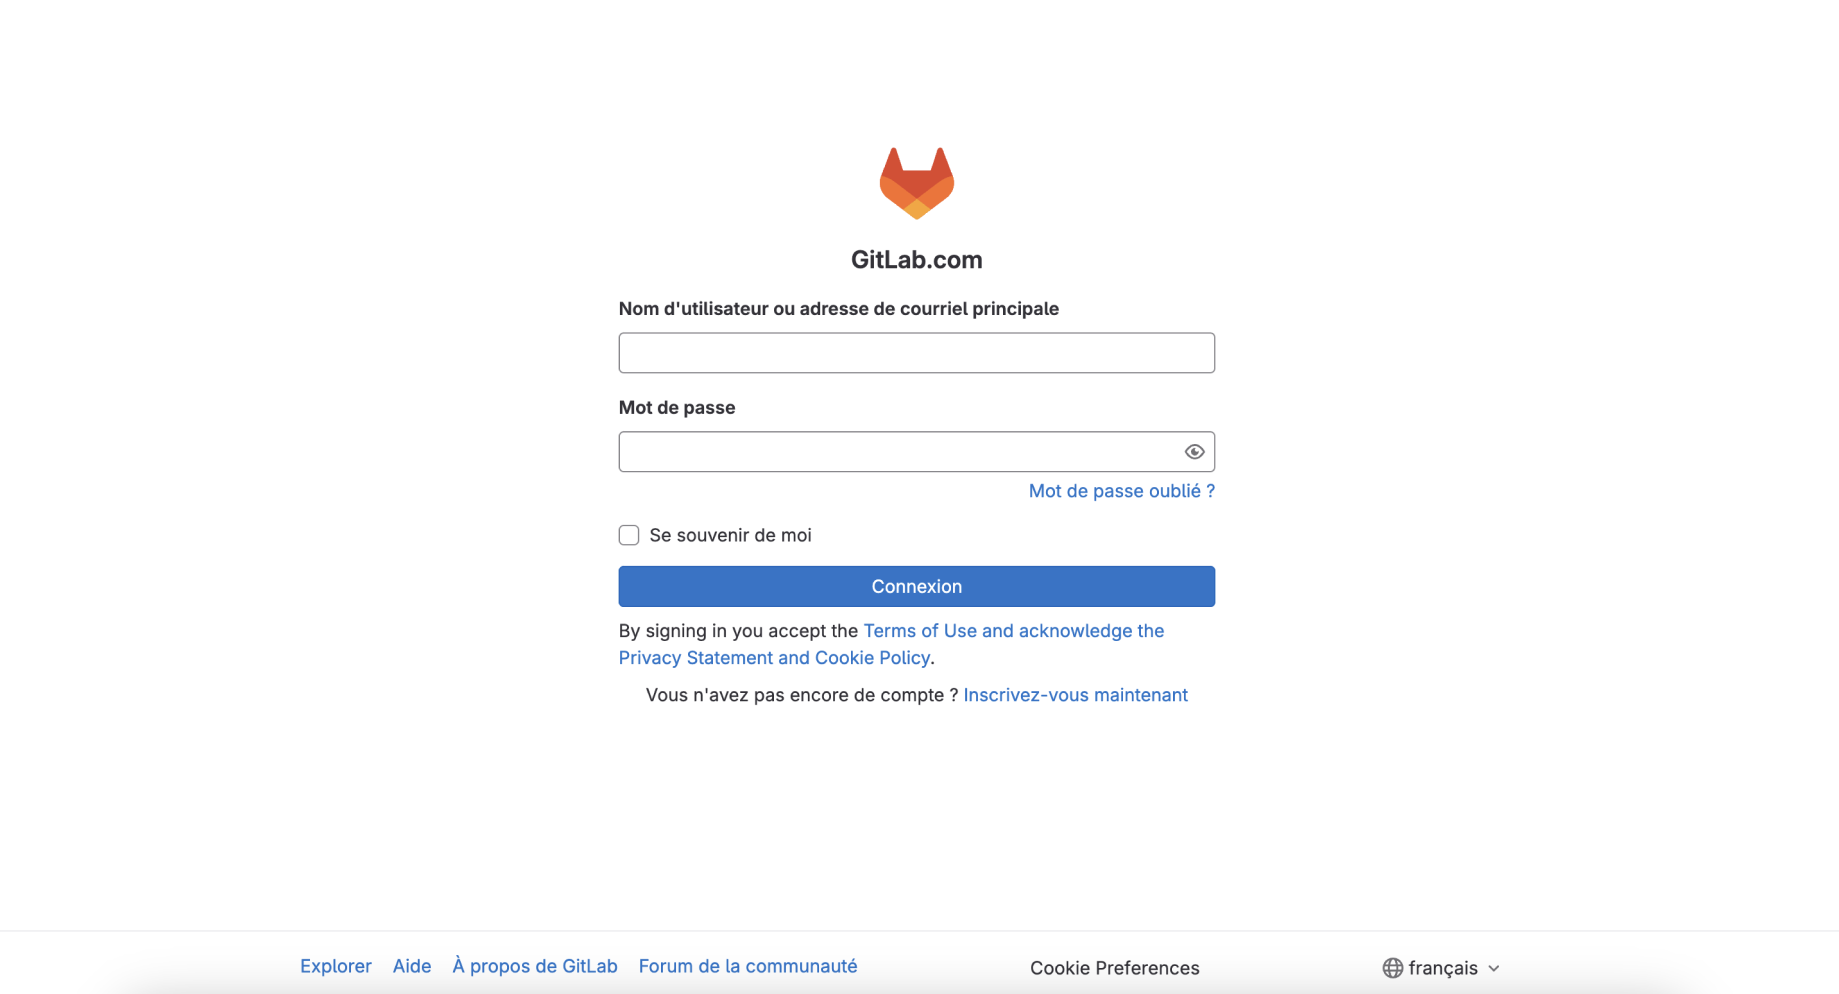 GitLab.com
Nom d'utilisateur ou adresse de courriel principale
Mot de passe
Mot de passe oublié ?
Se souvenir de moi
Connexion
By signing in you accept the Terms of Use and acknowledge the
Privacy Statement and Cookie Policy.
Vous n'avez pas encore de compte ? Inscrivez-vous maintenant
Explorer Aide À propos de GitLab Forum de la communauté Cookie Preferences français